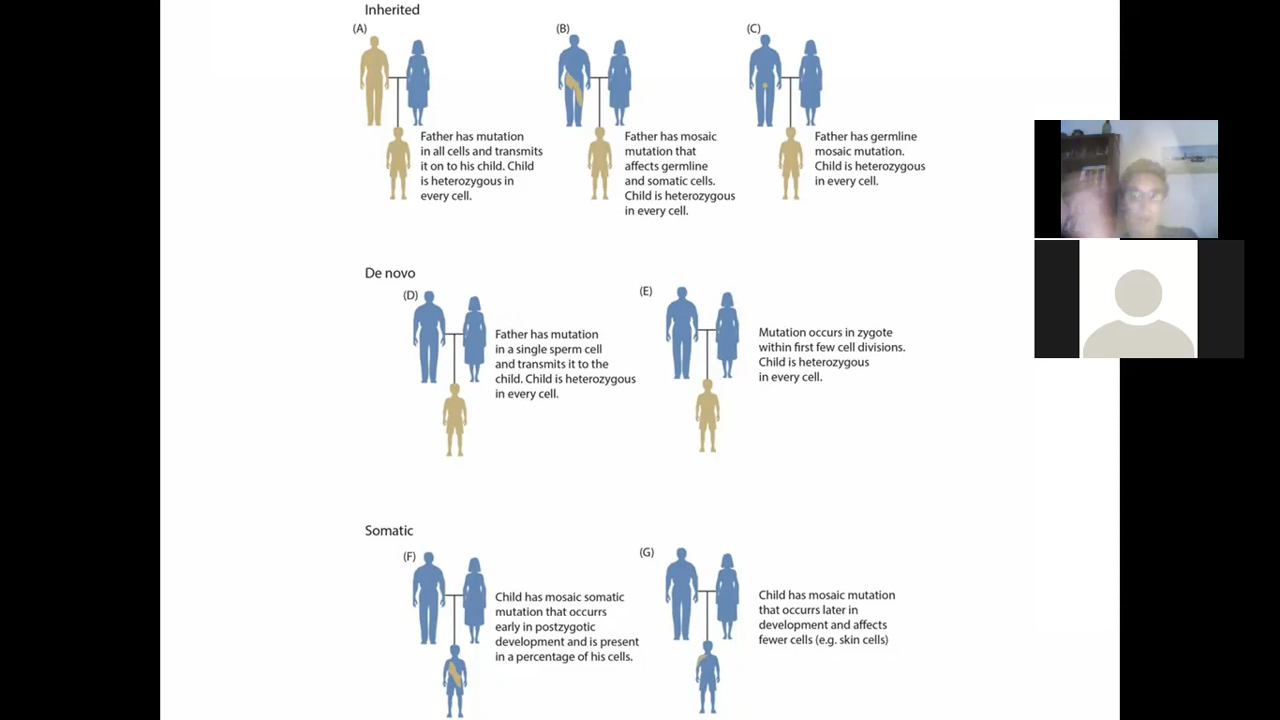 Inherited
(A)
Father has mutation
in all cells and transmits
it on to his child. Child
is heterozygous in
every cell.
(B)
Father has mosaic
mutation that
affects germline
and somatic cells.
Child is heterozygous
in every cell.
(C)
Father has germline
mosaic mutation.
Child is heterozygous
in every cell.
De novo
(D)
Father has mutation
in a single sperm cell
and transmits it to the
child. Child is heterozygous
in every cell.
(E)
Mutation occurs in zygote
within first few cell divisions.
Child is heterozygous
in every cell.
Somatic
(F)
Child has mosaic somatic
mutation that occurrs
early in postzygotic
development and is present
in a percentage of his cells.
(G)
Child has mosaic mutation
that occurrs later in
development and affects
fewer cells (e.g. skin cells)